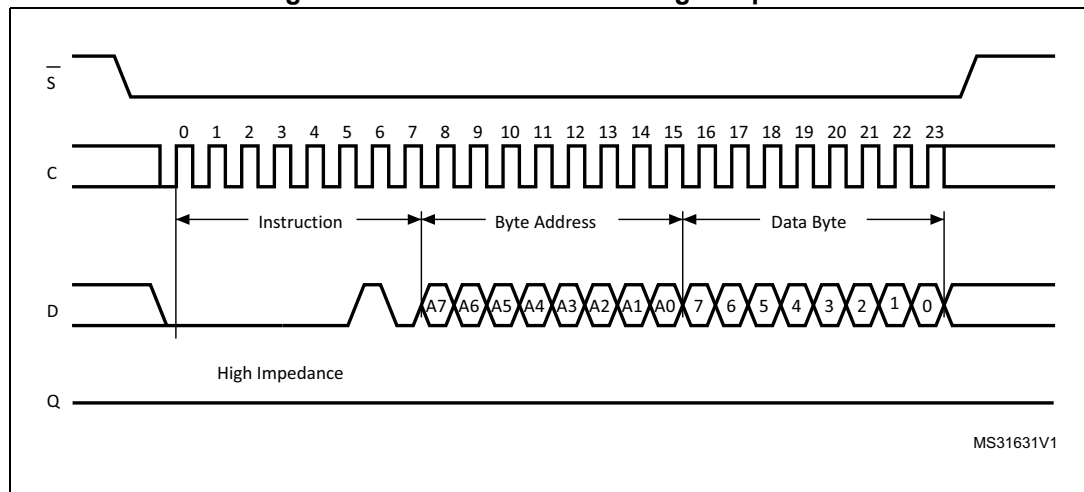 S
0 1 2 3 4 5 6 7 8 9 10 11 12 13 14 15 16 17 18 19 20 21 22 23
C
Instruction Byte Address Data Byte
D A7 A6 A5 A4 A3 A2 A1 A0 7 6 5 4 3 2 1 0
High Impedance
Q
MS31631V1